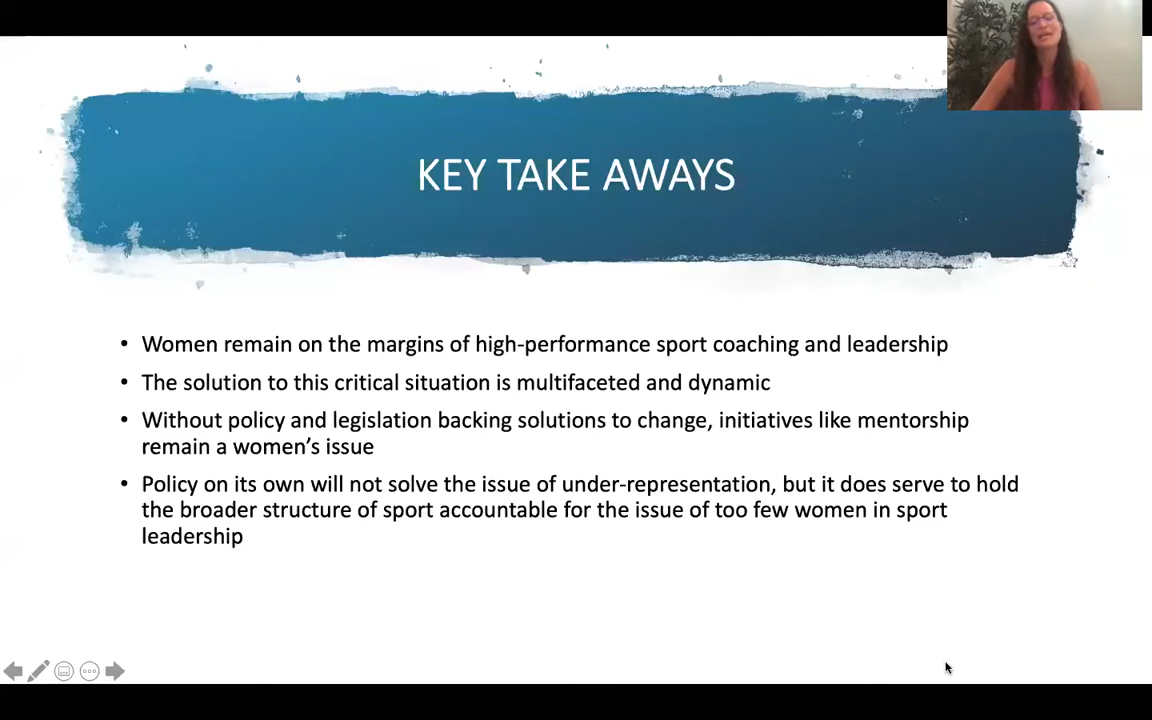 KEY TAKE AWAYS
• Women remain on the margins of high-performance sport coaching and leadership
• The solution to this critical situation is multifaceted and dynamic
• Without policy and legislation backing solutions to change, initiatives like mentorship
remain a women’s issue
• Policy on its own will not solve the issue of under-representation, but it does serve to hold
the broader structure of sport accountable for the issue of too few women in sport
leadership